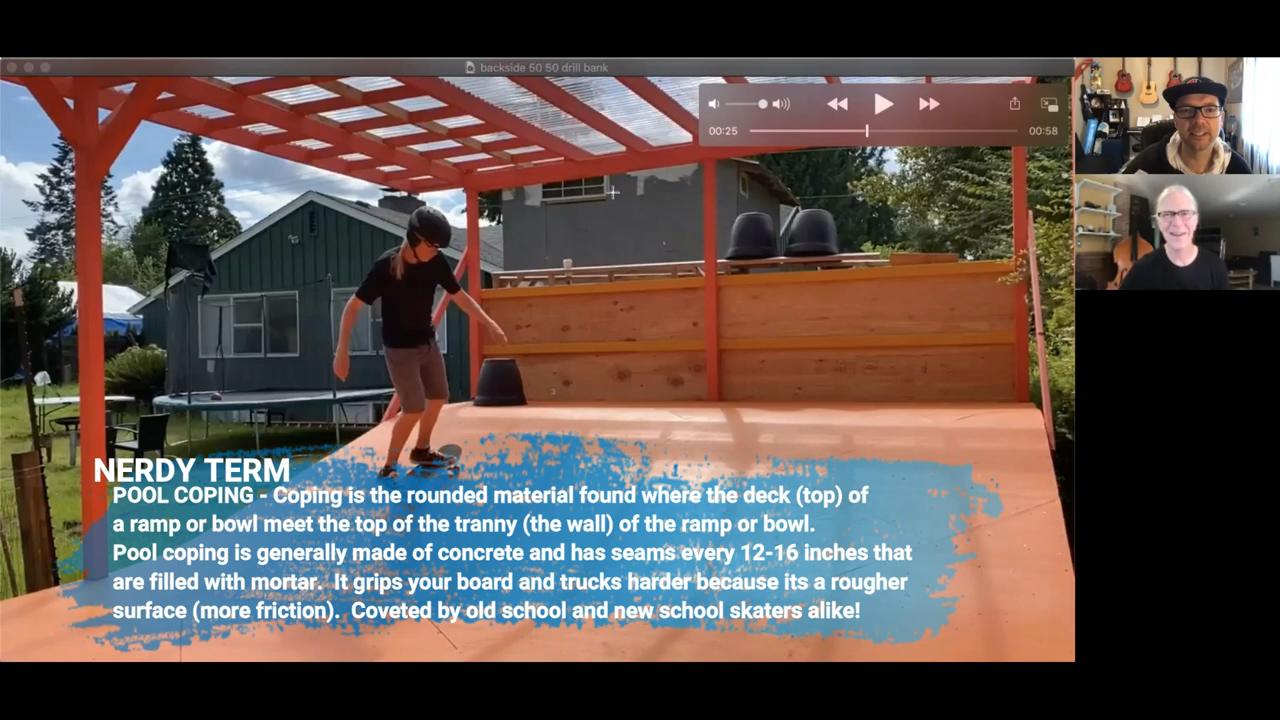 backside 50 50 drill bank
00:25
00:58
NERDY TERM
POOL COPING - Coping is the rounded material found where the deck (top) of
a ramp or bowl meet the top of the tranny (the wall) of the ramp or bowl.
Pool coping is generally made of concrete and has seams every 12-16 inches that
are filled with mortar. It grips your board and trucks harder because its a rougher
surface (more friction). Coveted by old school and new school skaters alike!